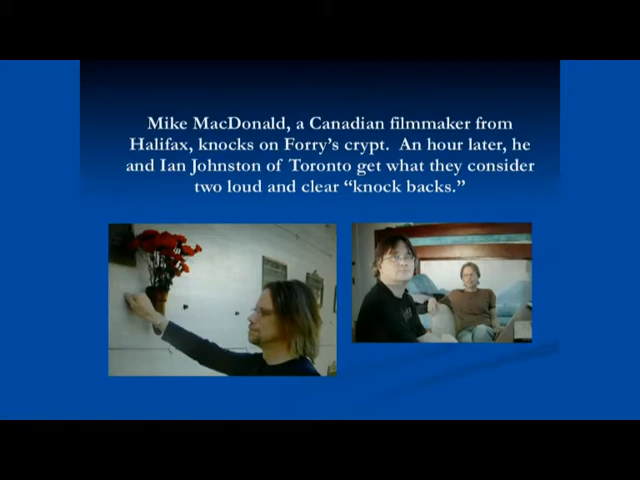 Mike MacDonald, a Canadian filmmaker from
Halifax, knocks on Forry’s crypt.  An hour later, he
and Ian Johnston of Toronto get what they consider
two loud and clear “knock backs.”